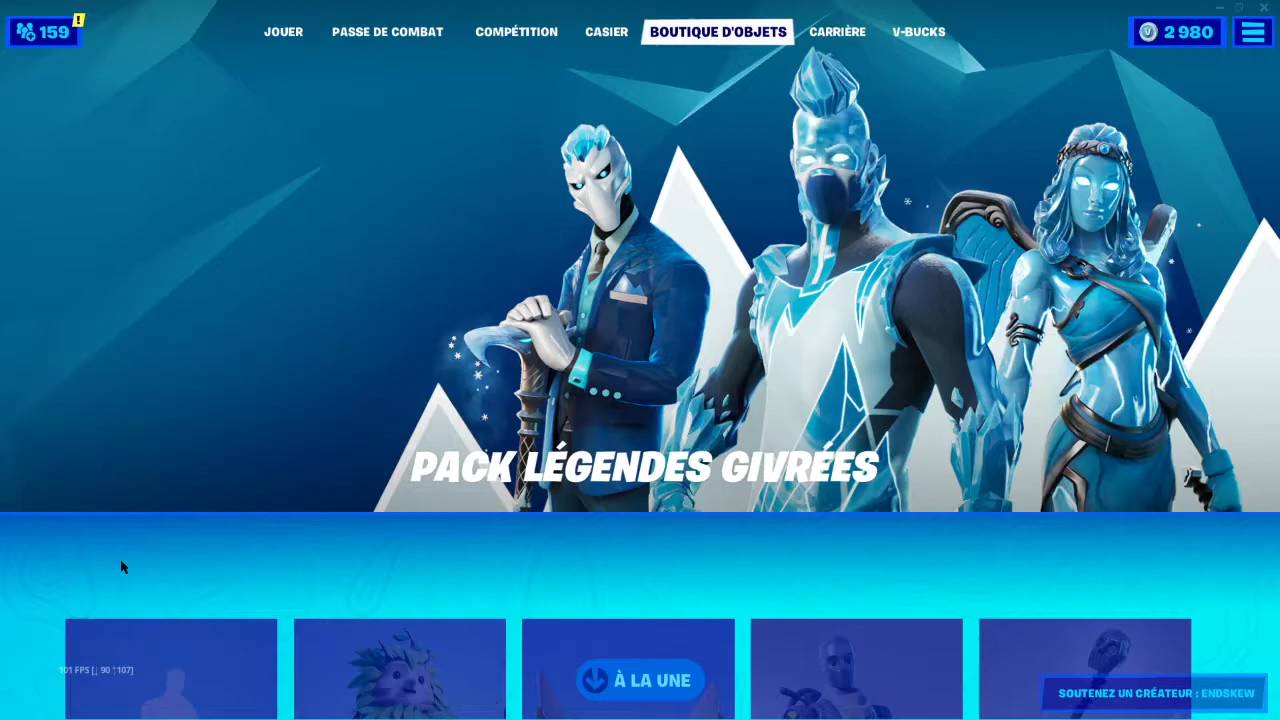 159
!
JOUER
PASSE DE COMBAT
COMPÉTITION
CASIER
BOUTIQUE D'OBJETS
CARRIÈRE
V-BUCKS
V
2 980
PACK LÉGENDES GIVRÉES
À LA UNE
SOUTENEZ UN CRÉATEUR : ENDSKEW